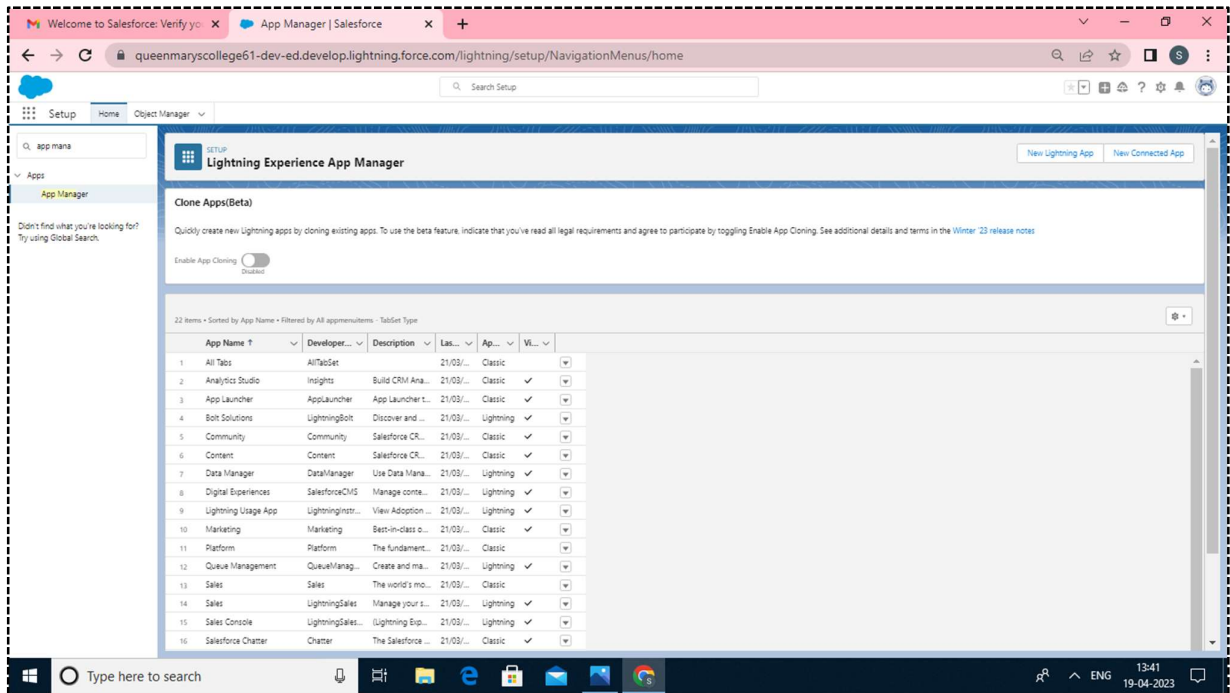 Welcome to Salesforce: Verify yo
App Manager | Salesforce
queenmaryscollege61-dev-ed.develop.lightning.force.com/lightning/setup/NavigationMenus/home
S
Search Setup
Setup Home Object Manager
app mana
Apps
App Manager
Didn't find what you're looking for?
Try using Global Search.
SETUP
Lightning Experience App Manager
New Lightning App New Connected App
Clone Apps(Beta)
Quickly create new Lightning apps by cloning existing apps. To use the beta feature, indicate that you've read all legal requirements and agree to participate by toggling Enable App Cloning. See additional details and terms in the Winter '23 release notes
Enable App Cloning
Disabled
22 items • Sorted by App Name • Filtered by All appmenuitems - TabSet Type
App Name ↑ Developer... Description Las... Ap... Vi...
1 All Tabs AllTabSet 21/03/... Classic
2 Analytics Studio Insights Build CRM Ana... 21/03/... Classic ✓
3 App Launcher AppLauncher App Launcher t... 21/03/... Classic ✓
4 Bolt Solutions LightningBolt Discover and ... 21/03/... Lightning ✓
5 Community Community Salesforce CR... 21/03/... Classic ✓
6 Content Content Salesforce CR... 21/03/... Classic ✓
7 Data Manager DataManager Use Data Mana... 21/03/... Lightning ✓
8 Digital Experiences SalesforceCMS Manage conte... 21/03/... Lightning ✓
9 Lightning Usage App LightningInstr... View Adoption ... 21/03/... Lightning ✓
10 Marketing Marketing Best-in-class o... 21/03/... Classic ✓
11 Platform Platform The fundament... 21/03/... Classic
12 Queue Management QueueManag... Create and ma... 21/03/... Lightning ✓
13 Sales Sales The world's mo... 21/03/... Classic
14 Sales LightningSales Manage your s... 21/03/... Lightning ✓
15 Sales Console LightningSales... (Lightning Exp... 21/03/... Lightning ✓
16 Salesforce Chatter Chatter The Salesforce ... 21/03/... Classic ✓
Type here to search
ENG
13:41
19-04-2023